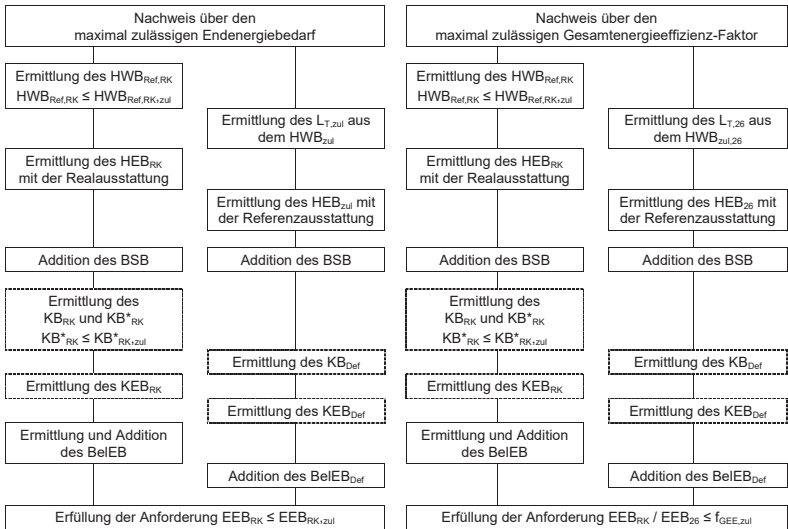 Nachweis über den
maximal zulässigen Endenergiebedarf
Ermittlung des HWB_Ref,RK
HWB_Ref,RK ≤ HWB_Ref,RK,zul
Ermittlung des L_T,zul aus
dem HWB_zul
Ermittlung des HEB_RK
mit der Realausstattung
Ermittlung des HEB_zul mit
der Referenzausstattung
Addition des BSB
Addition des BSB
Ermittlung des
KB_RK und KB*_RK
KB*_RK ≤ KB*_RK,zul
Ermittlung des KB_Def
Ermittlung des KEB_RK
Ermittlung des KEB_Def
Ermittlung und Addition
des BelEB
Addition des BelEB_Def
Erfüllung der Anforderung EEB_RK ≤ EEB_RK,zul
Nachweis über den
maximal zulässigen Gesamtenergieeffizienz-Faktor
Ermittlung des HWB_Ref,RK
HWB_Ref,RK ≤ HWB_Ref,RK,zul
Ermittlung des L_T,26 aus
dem HWB_zul,26
Ermittlung des HEB_RK
mit der Realausstattung
Ermittlung des HEB_26 mit
der Referenzausstattung
Addition des BSB
Addition des BSB
Ermittlung des
KB_RK und KB*_RK
KB*_RK ≤ KB*_RK,zul
Ermittlung des KB_Def
Ermittlung des KEB_RK
Ermittlung des KEB_Def
Ermittlung und Addition
des BelEB
Addition des BelEB_Def
Erfüllung der Anforderung EEB_RK / EEB_26 ≤ f_GEE,zul